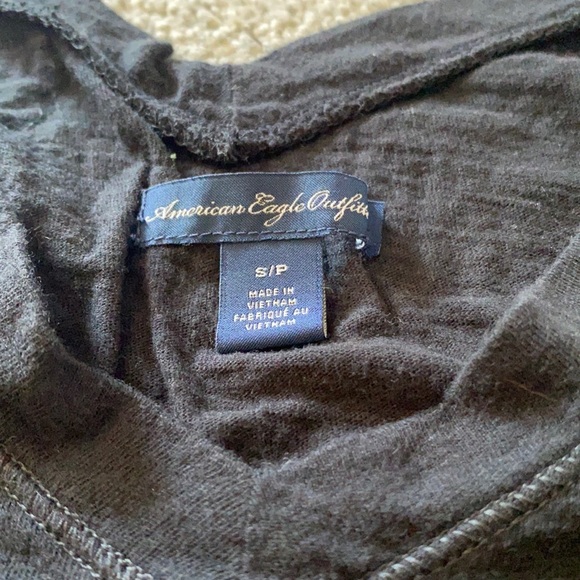 American Eagle Outfitters
S/P
MADE IN
VIETNAM
FABRIQUÉ AU
VIETNAM